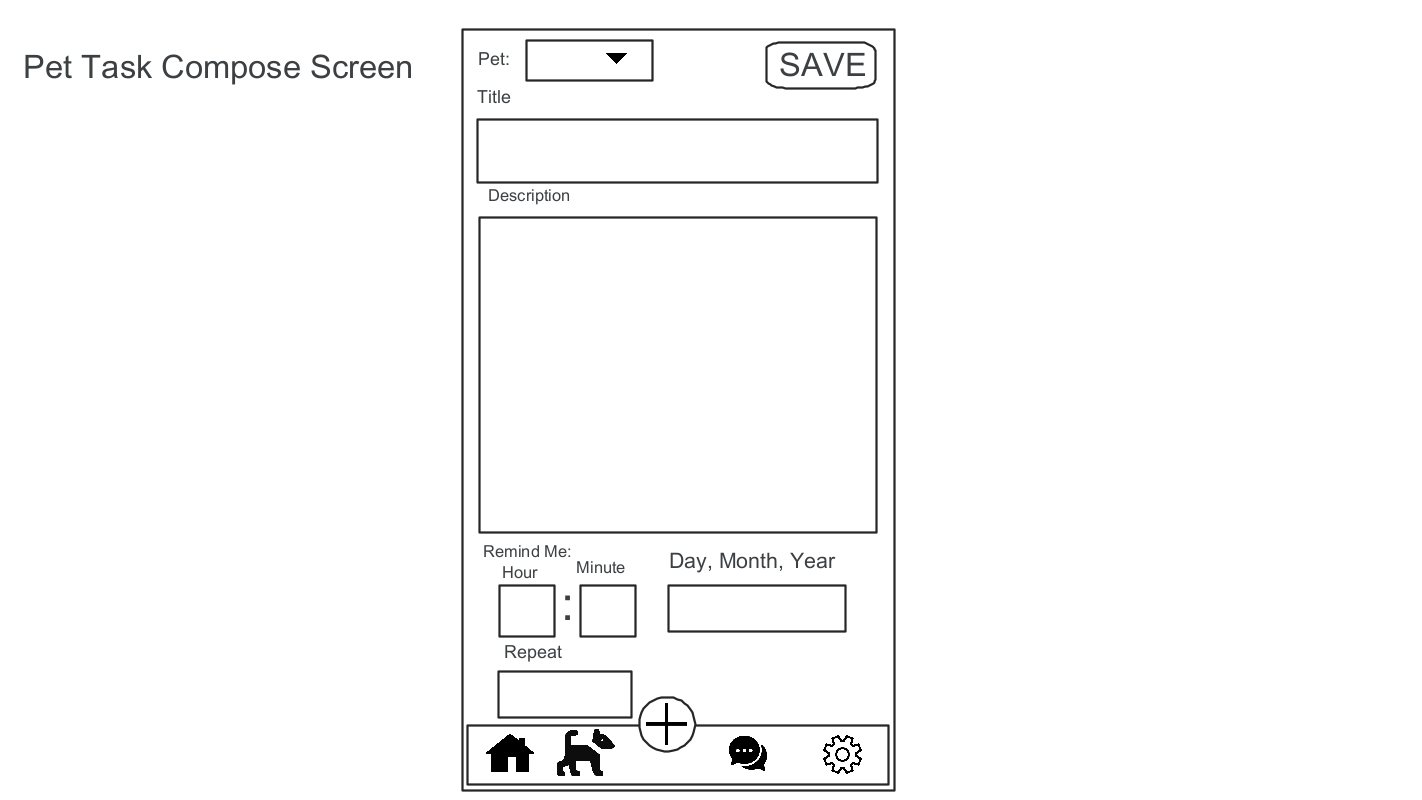 Pet Task Compose Screen
Pet:
SAVE
Title
Description
Remind Me:
Hour
Minute
Day, Month, Year
:
Repeat